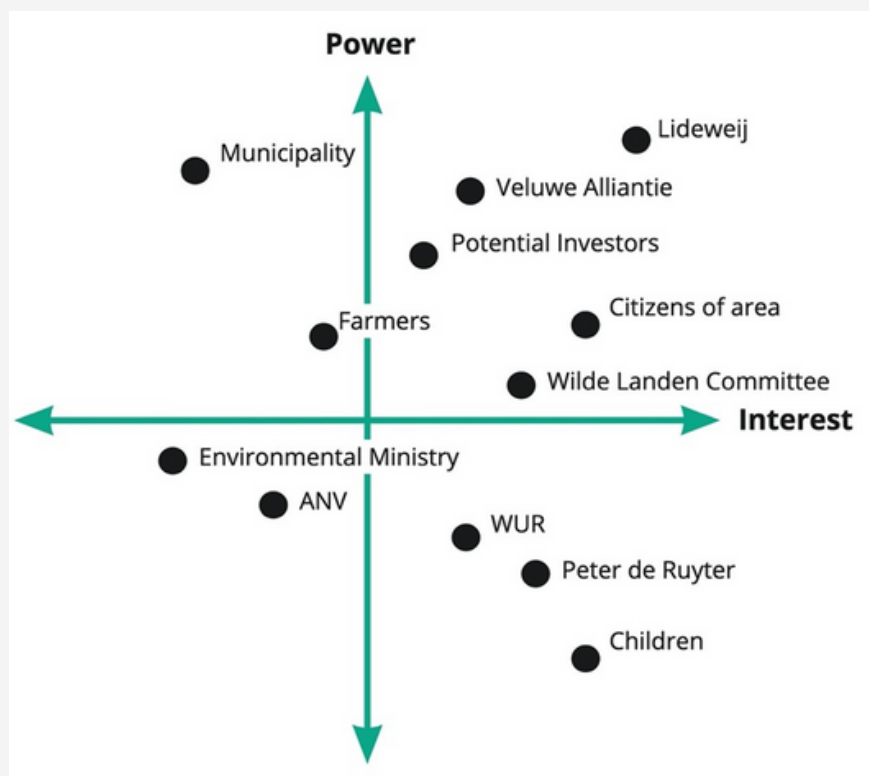 Power
Lideweij
Municipality
Veluwe Alliantie
Potential Investors
Citizens of area
Farmers
Wilde Landen Committee
Interest
Environmental Ministry
ANV
WUR
Peter de Ruyter
Children